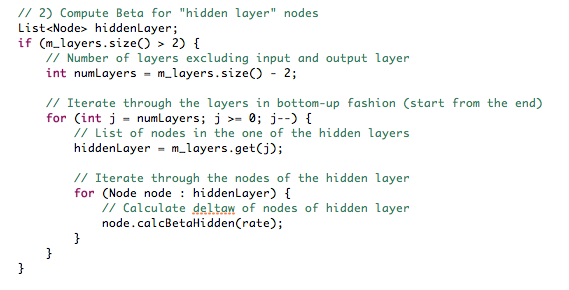 // 2) Compute Beta for "hidden layer" nodes
List<Node> hiddenLayer;
if (m_layers.size() > 2) {
// Number of layers excluding input and output layer
int numLayers = m_layers.size() - 2;
// Iterate through the layers in bottom-up fashion (start from the end)
for (int j = numLayers; j >= 0; j--) {
// List of nodes in the one of the hidden layers
hiddenLayer = m_layers.get(j);
// Iterate through the nodes of the hidden layer
for (Node node : hiddenLayer) {
// Calculate deltaw of nodes of hidden layer
node.calcBetaHidden(rate);
}
}
}